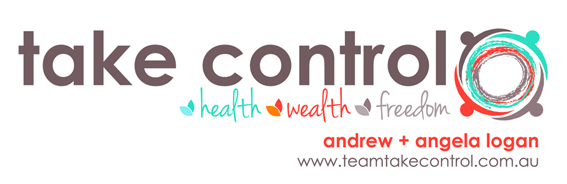 take control
health wealth freedom
andrew + angela logan
www.teamtakecontrol.com.au